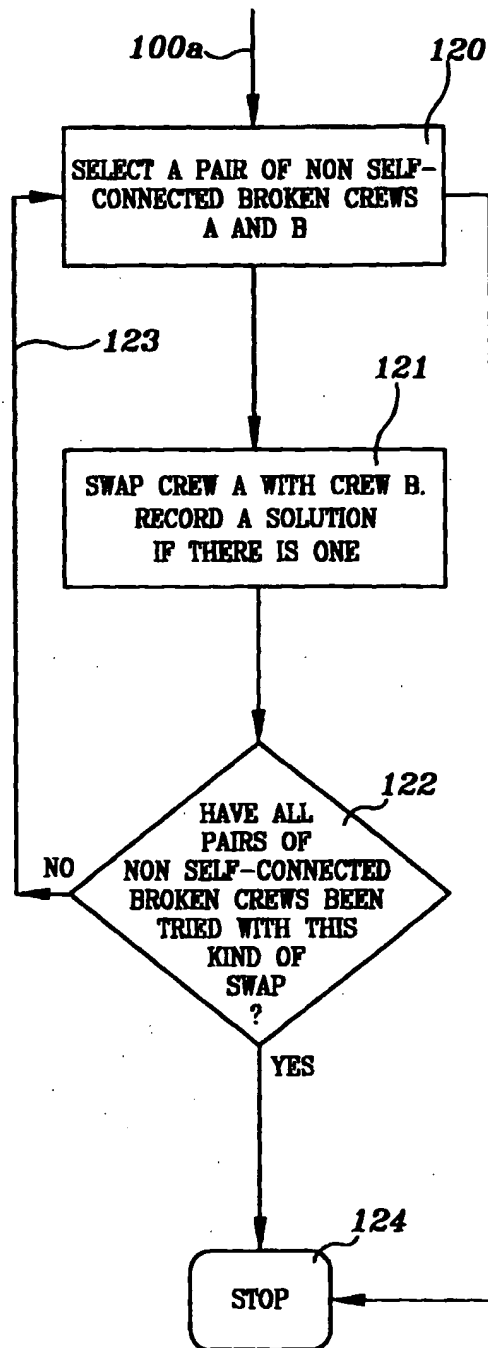 100a
120
SELECT A PAIR OF NON SELF-
CONNECTED BROKEN CREWS
A AND B
123
121
SWAP CREW A WITH CREW B.
RECORD A SOLUTION
IF THERE IS ONE
122
HAVE ALL
PAIRS OF
NON SELF-CONNECTED
BROKEN CREWS BEEN
TRIED WITH THIS
KIND OF
SWAP
?
NO
YES
124
STOP